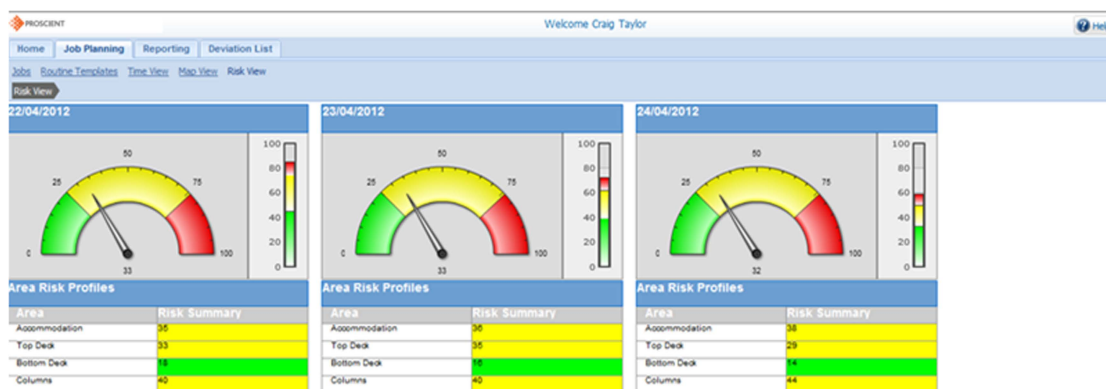 PROSCIENT
Welcome Craig Taylor
Hel
Home Job Planning Reporting Deviation List
Jobs Routine Templates Time View Map View Risk View
Risk View
22/04/2012 23/04/2012 24/04/2012
0 25 50 75 100 33
100 80 60 40 20 0
0 25 50 75 100 33
100 80 60 40 20 0
0 25 50 75 100 32
100 80 60 40 20 0
Area Risk Profiles Area Risk Profiles Area Risk Profiles
Area Risk Summary Area Risk Summary Area Risk Summary
Accommodation 35 Accommodation 36 Accommodation 38
Top Deck 33 Top Deck 35 Top Deck 29
Bottom Deck 18 Bottom Deck 16 Bottom Deck 14
Columns 40 Columns 40 Columns 44